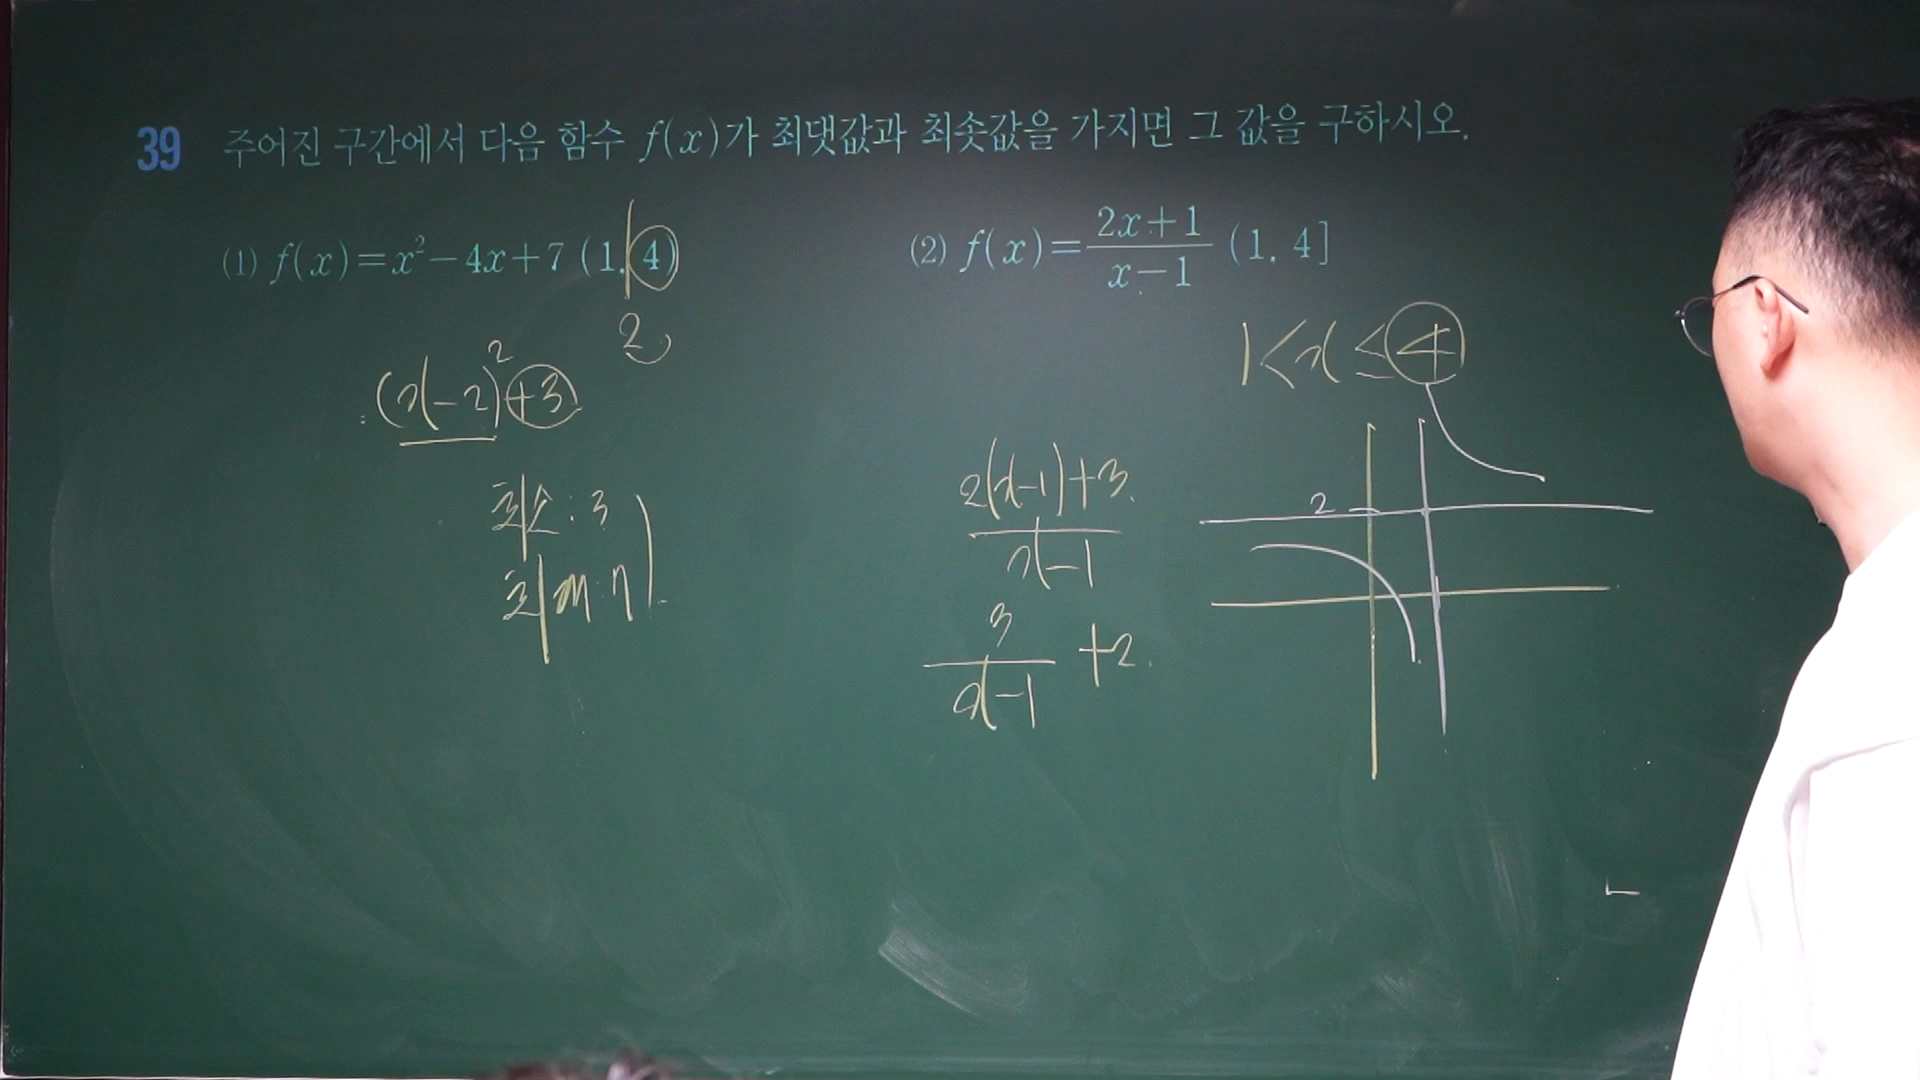 39 주어진 구간에서 다음 함수 f(x)가 최댓값과 최솟값을 가지면 그 값을 구하시오.
(1) f(x)=x²-4x+7 (1, 4)
2
(x-2)²+3
최소: 3
(2) f(x)=\frac{2x+1}{x-1} (1, 4]
1<x≤4
\frac{2(x-1)+3}{x-1}
\frac{3}{x-1}+2
2